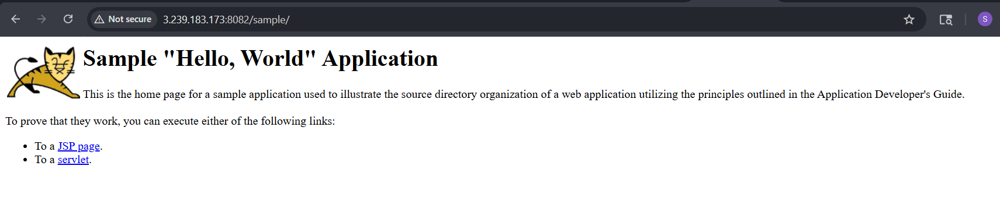 Not secure 3.239.183.173:8082/sample/ S
Sample "Hello, World" Application
This is the home page for a sample application used to illustrate the source directory organization of a web application utilizing the principles outlined in the Application Developer's Guide.
To prove that they work, you can execute either of the following links:
• To a JSP page.
• To a servlet.